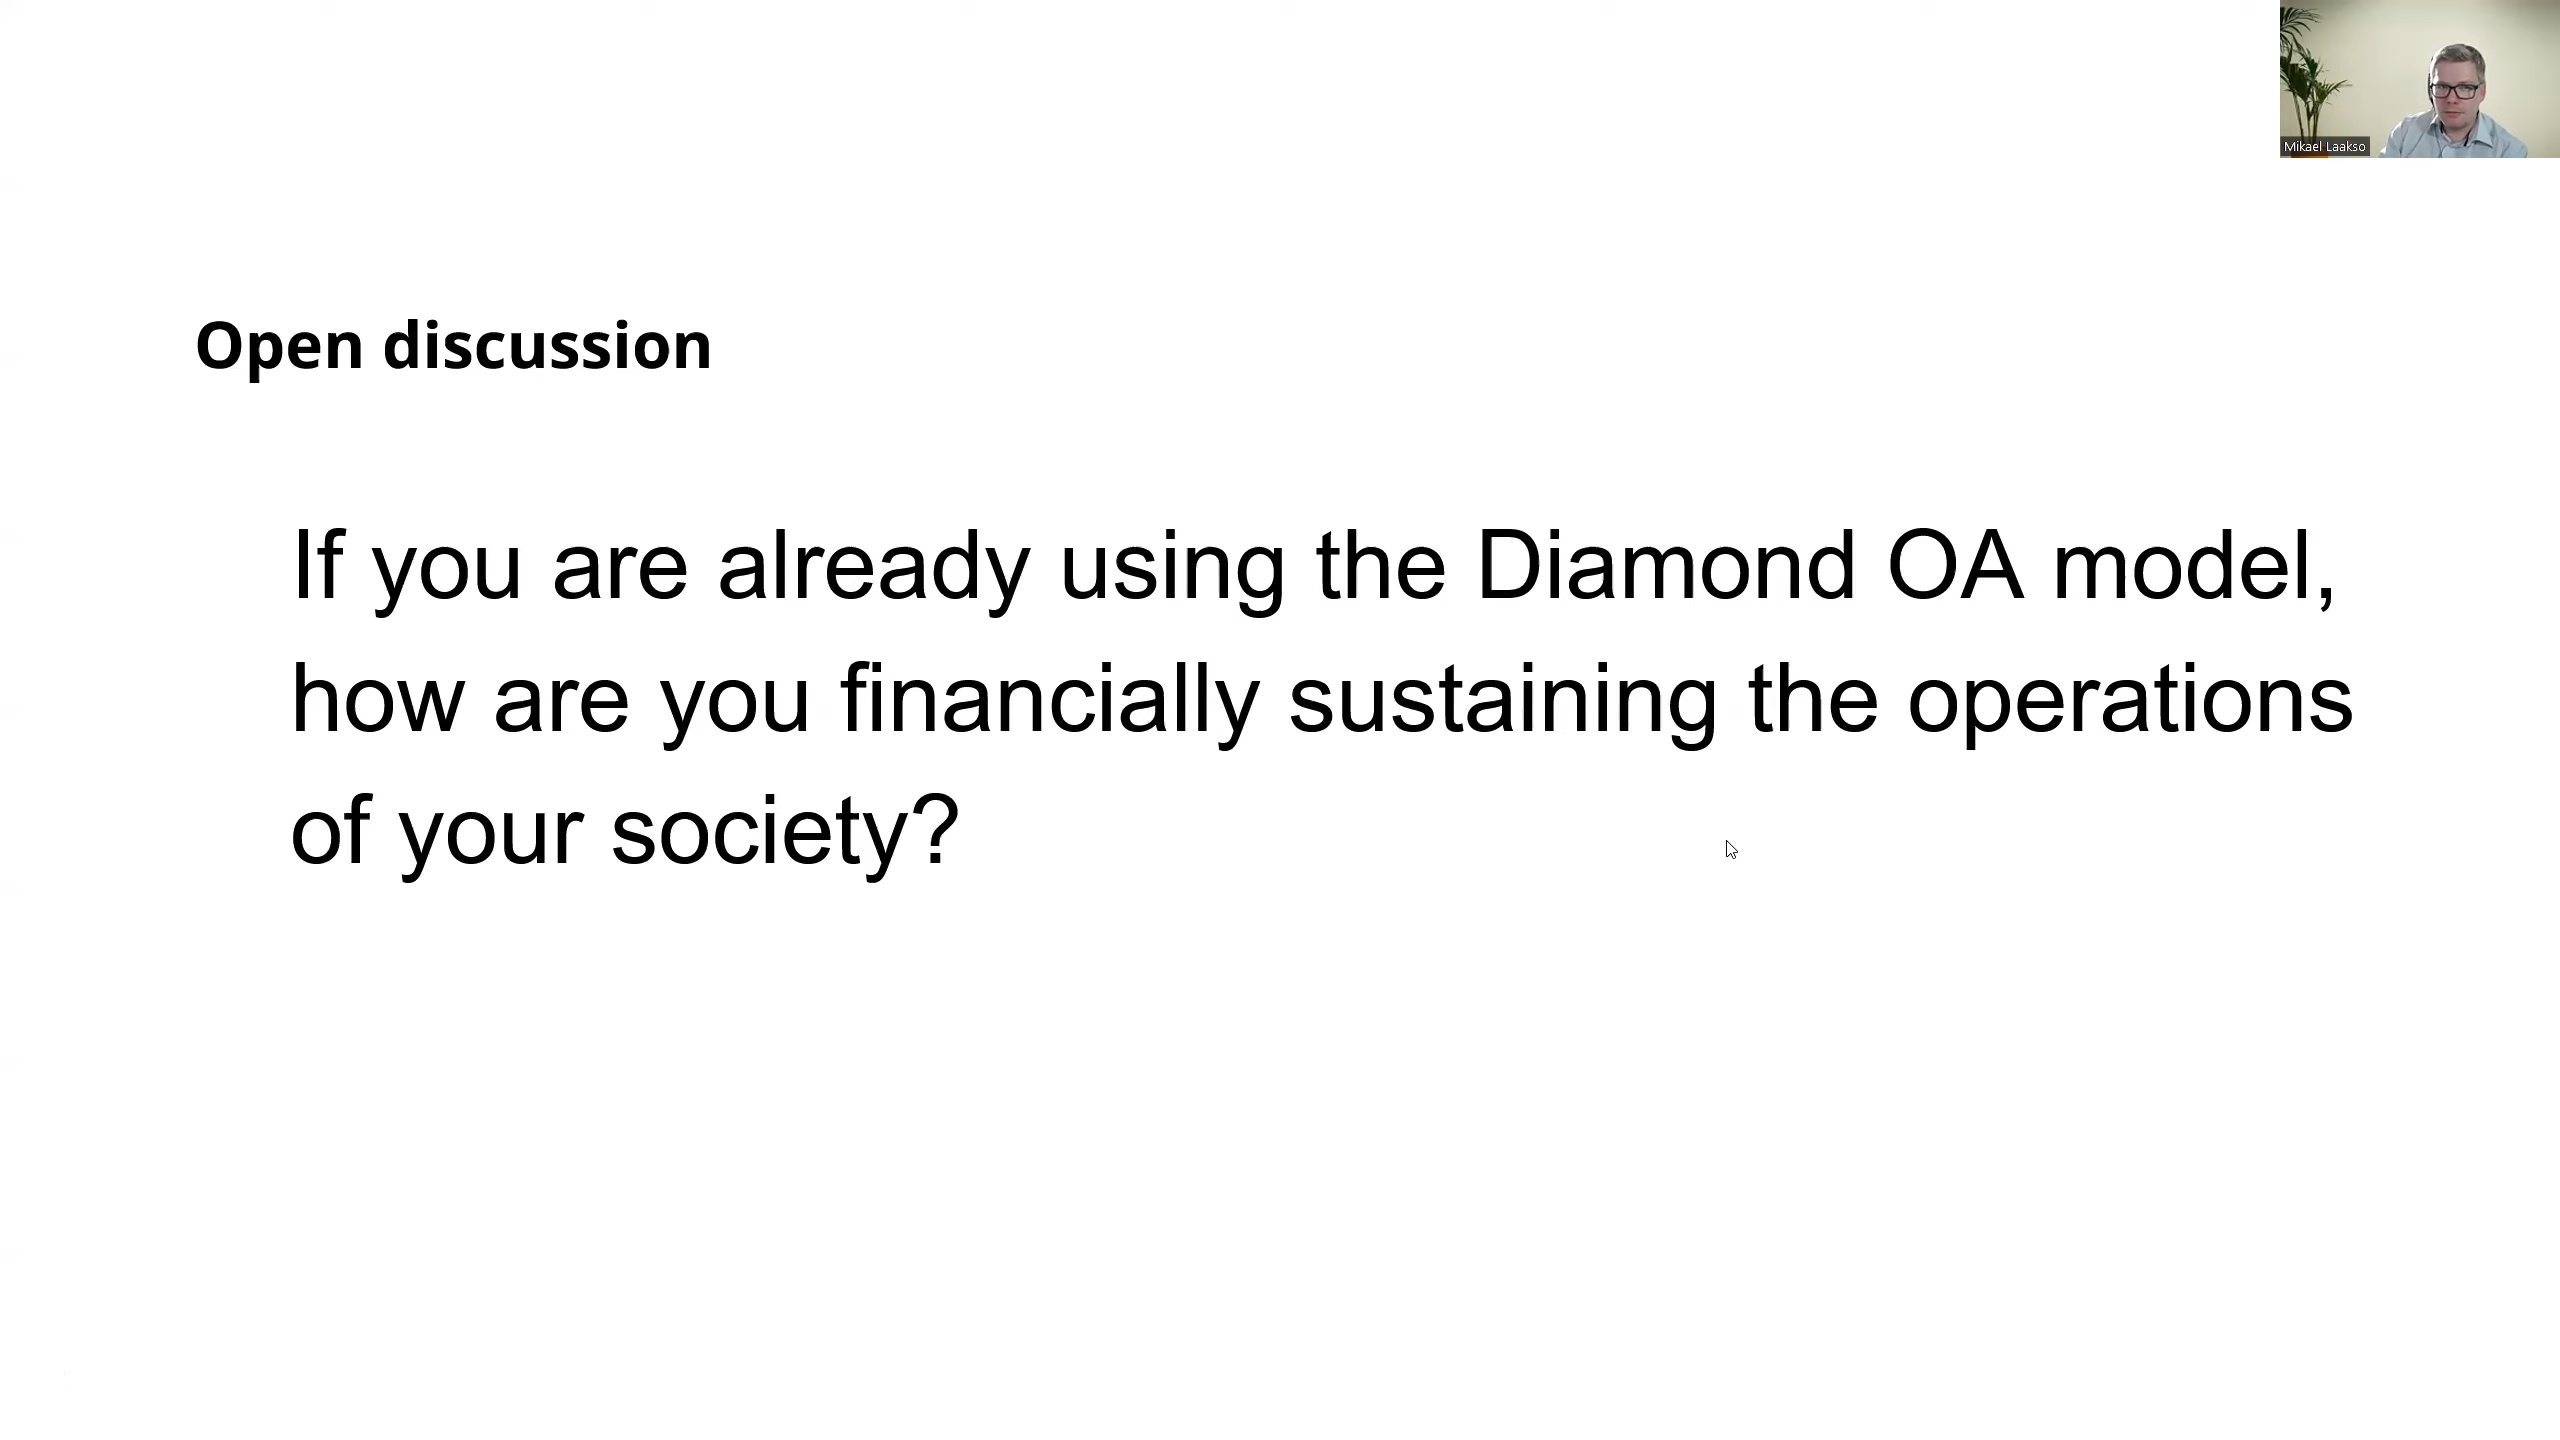 Mikael Laakso
Open discussion
If you are already using the Diamond OA model,
how are you financially sustaining the operations
of your society?